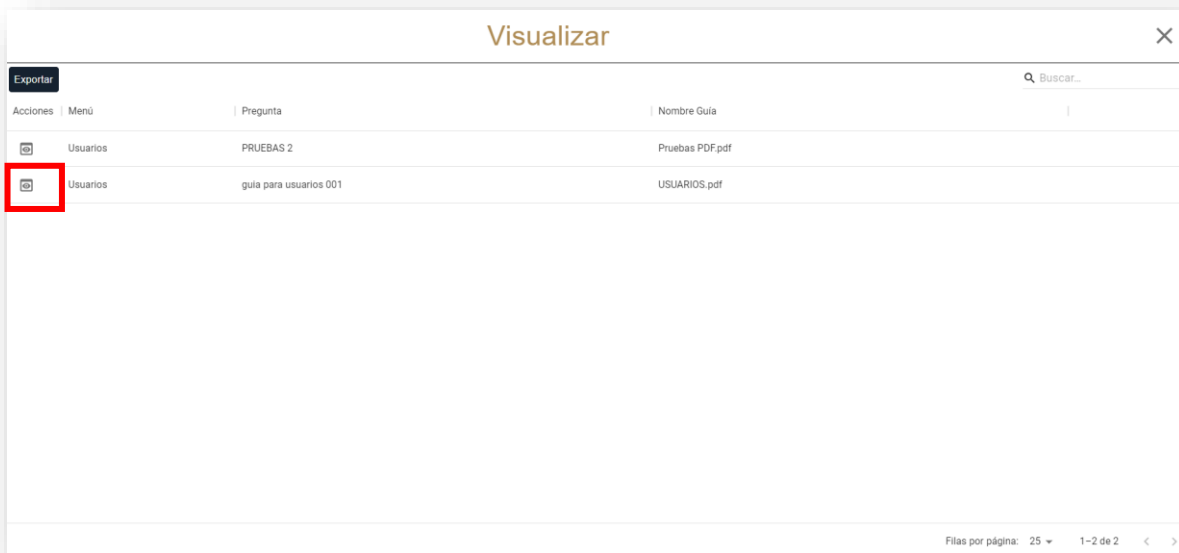 Visualizar
Exportar
Buscar...
Acciones Menú Pregunta Nombre Guía
Usuarios PRUEBAS 2 Pruebas PDF.pdf
Usuarios guia para usuarios 001 USUARIOS.pdf
Filas por página: 25 1-2 de 2